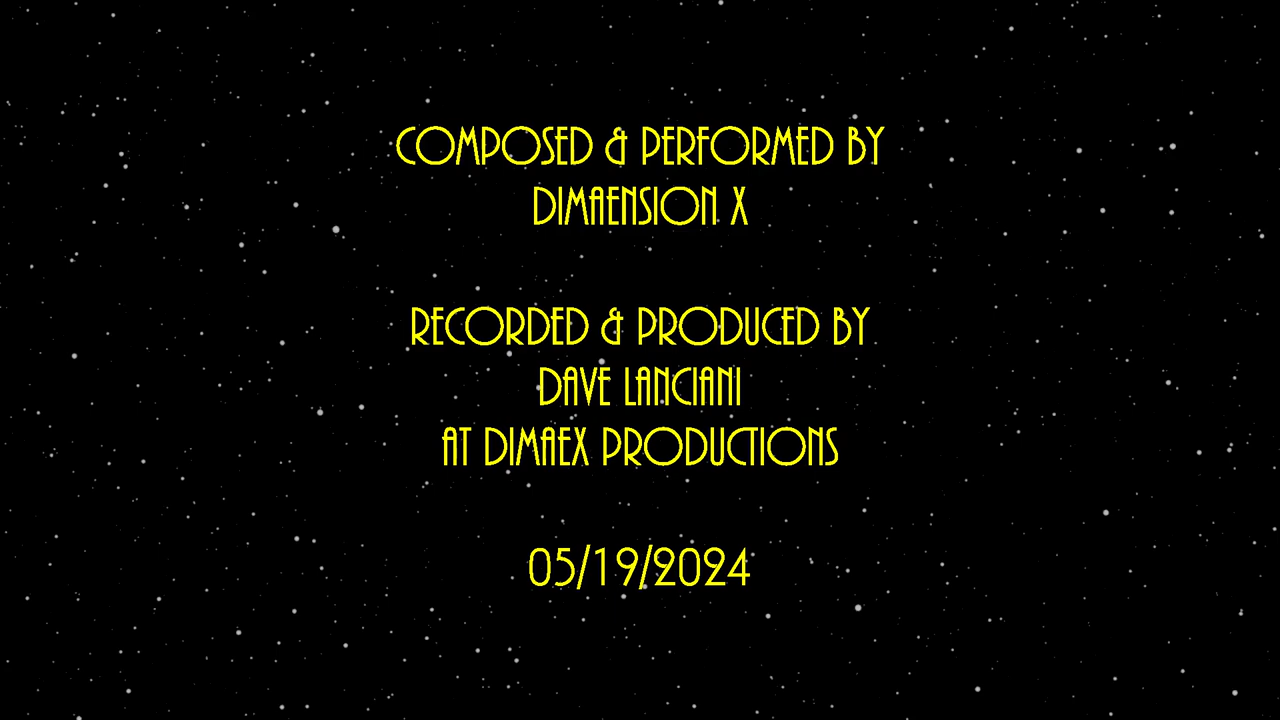 COMPOSED & PERFORMED BY
DIMAENSION X
RECORDED & PRODUCED BY
DAVE LANCIANI
AT DIMAEX PRODUCTIONS
05/19/2024